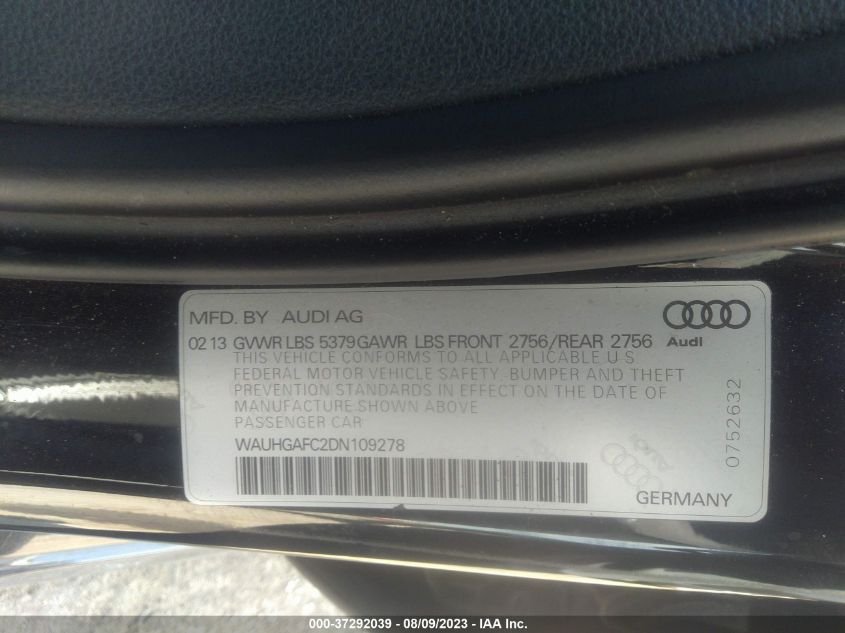 MFD. BY AUDI AG
02 13 GVWR LBS 5379 GAWR LBS FRONT 2756/REAR 2756
Audi
THIS VEHICLE CONFORMS TO ALL APPLICABLE U S
FEDERAL MOTOR VEHICLE SAFETY, BUMPER AND THEFT
PREVENTION STANDARDS IN EFFECT ON THE DATE OF
MANUFACTURE SHOWN ABOVE
PASSENGER CAR
WAUHGAFC2DN109278
0752632
GERMANY
000-37292039 - 08/09/2023 - IAA Inc.